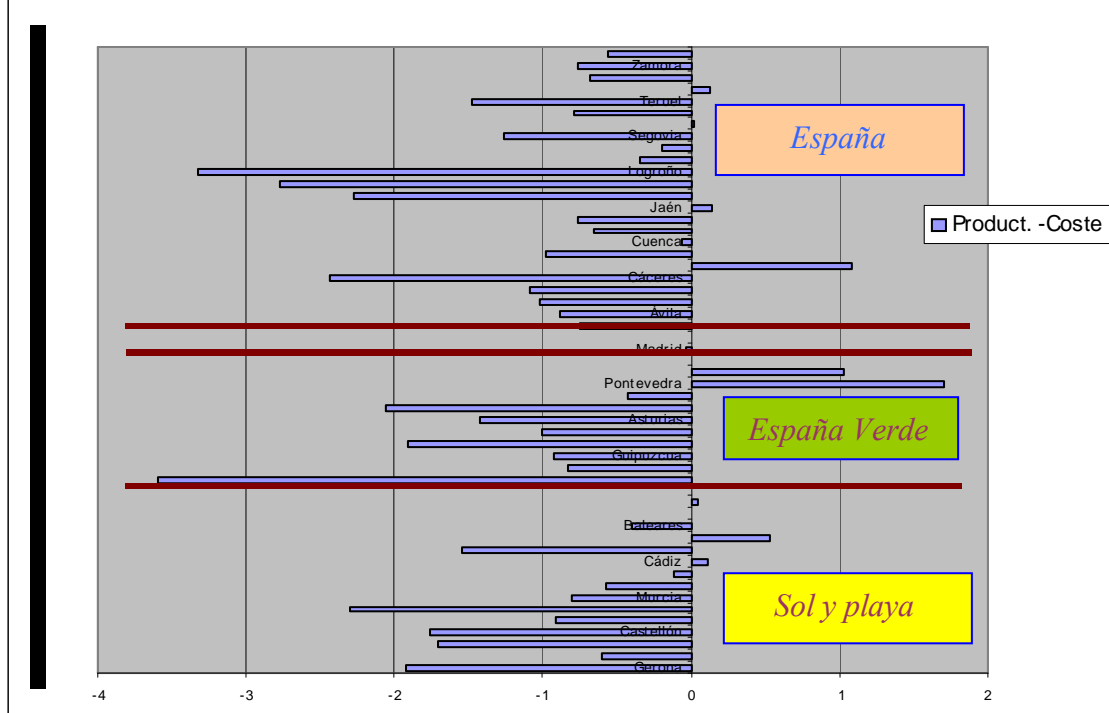 Zamora
Teruel
España
Segovia
Logroño
Jaén
Product. -Coste
Cuenca
Cáceres
Ávila
Madrid
Pontevedra
Asturias
España Verde
Guipúzcoa
Baleares
Cádiz
Murcia
Sol y playa
Castellón
Gerona
-4 -3 -2 -1 0 1 2